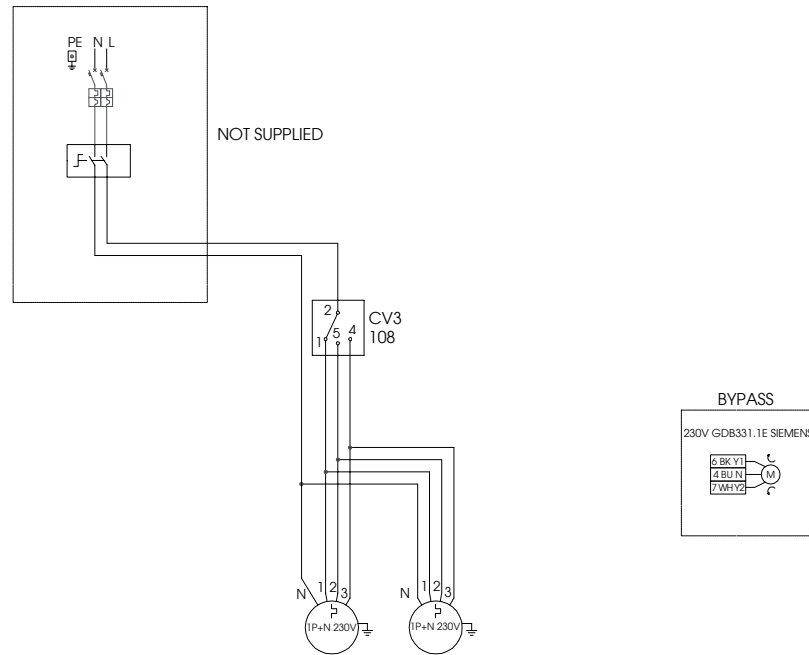 PE N L
NOT SUPPLIED
2
CV3
1 5 4
108
BYPASS
230V GDB331.1E SIEMENS
6 BK Y1
4 BU N
M
7 WH Y2
N 1 2 3
N 1 2 3
1P+N 230V
1P+N 230V